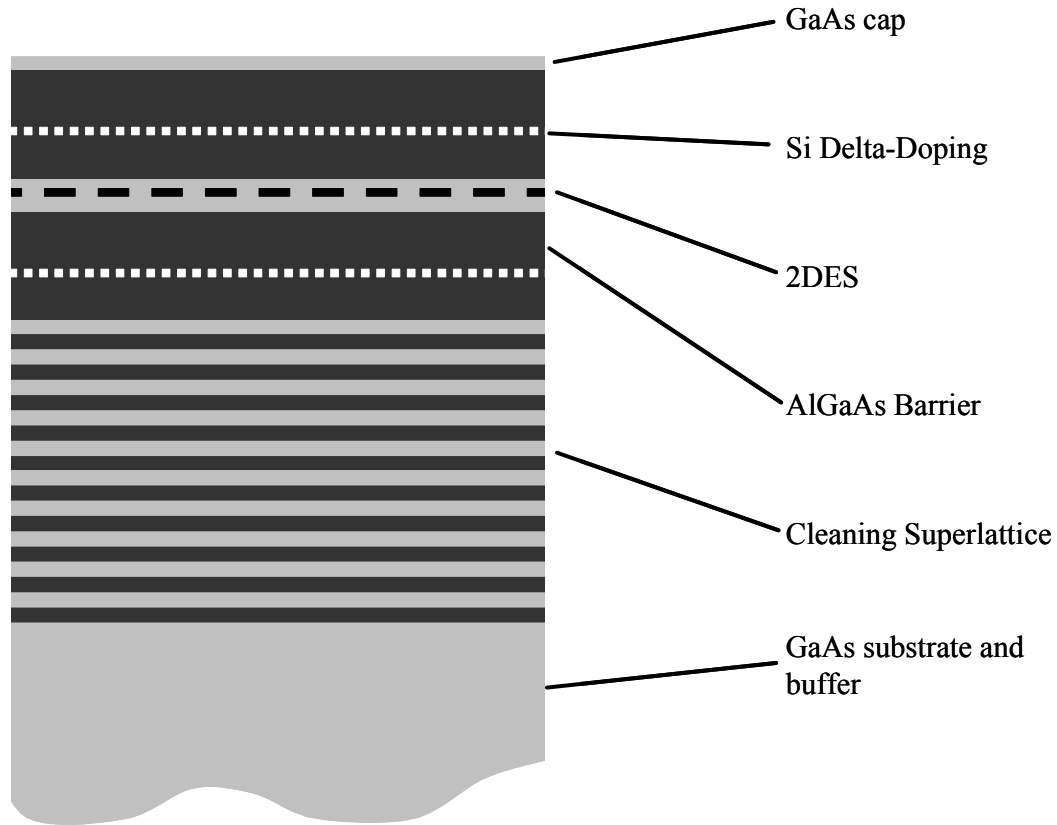 GaAs cap
Si Delta-Doping
2DES
AlGaAs Barrier
Cleaning Superlattice
GaAs substrate and
buffer